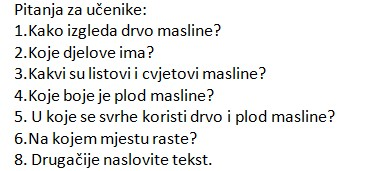 Pitanja za učenike:
1.Kako izgleda drvo masline?
2.Koje djelove ima?
3.Kakvi su listovi i cvjetovi masline?
4.Koje boje je plod masline?
5. U koje se svrhe koristi drvo i plod masline?
6.Na kojem mjestu raste?
8. Drugačije naslovite tekst.